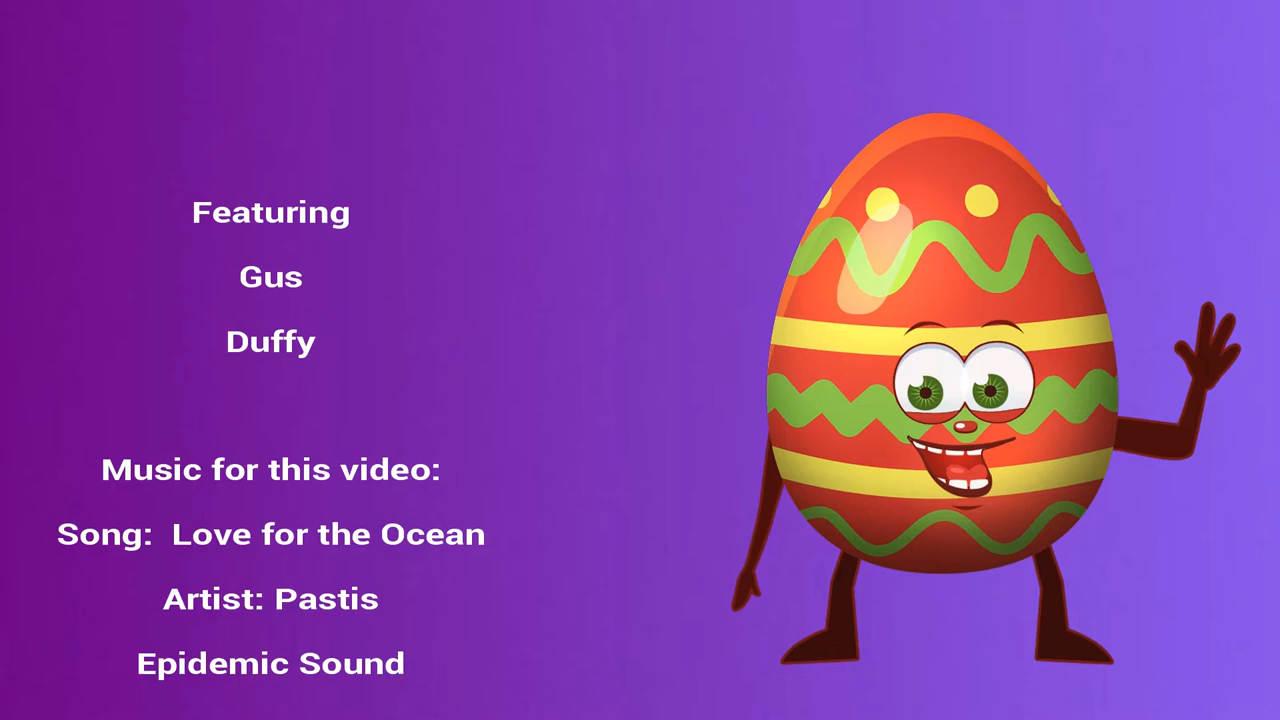 Featuring
Gus
Duffy
Music for this video:
Song:  Love for the Ocean
Artist: Pastis
Epidemic Sound